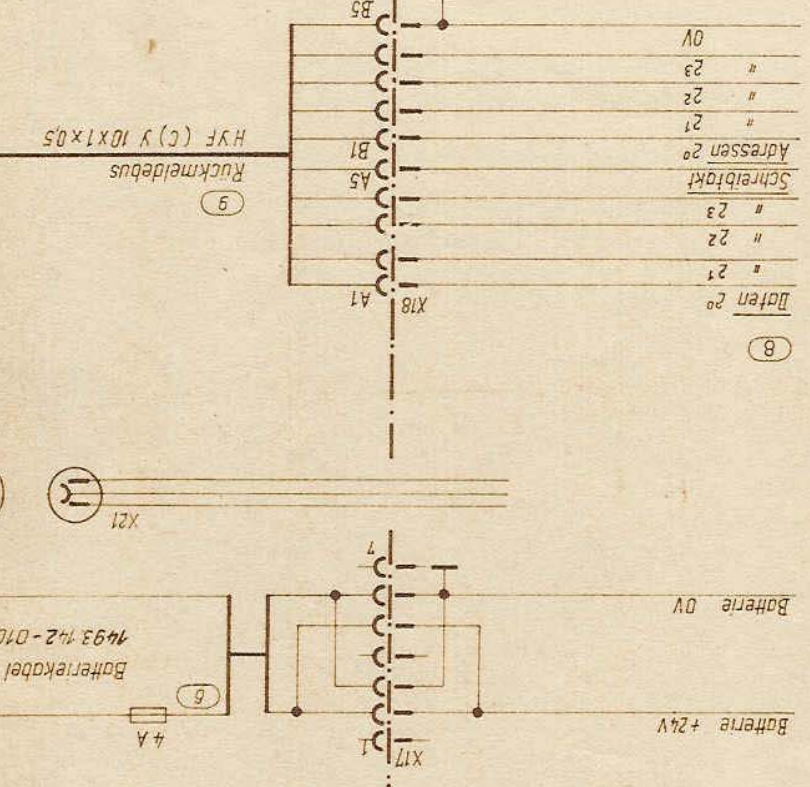 Batterie +24V
X17
1
4A
6
Batteriekabel
1493.142-010
Batterie 0V
7
X21
8
Daten 2⁰
X18
A1
" 2¹
" 2²
" 2³
9
Schreibtakt
A5
Rückmeldebus
Adressen 2⁰
B1
HYF (C) Y 10x1x0,5
" 2¹
" 2²
" 2³
0V
B5